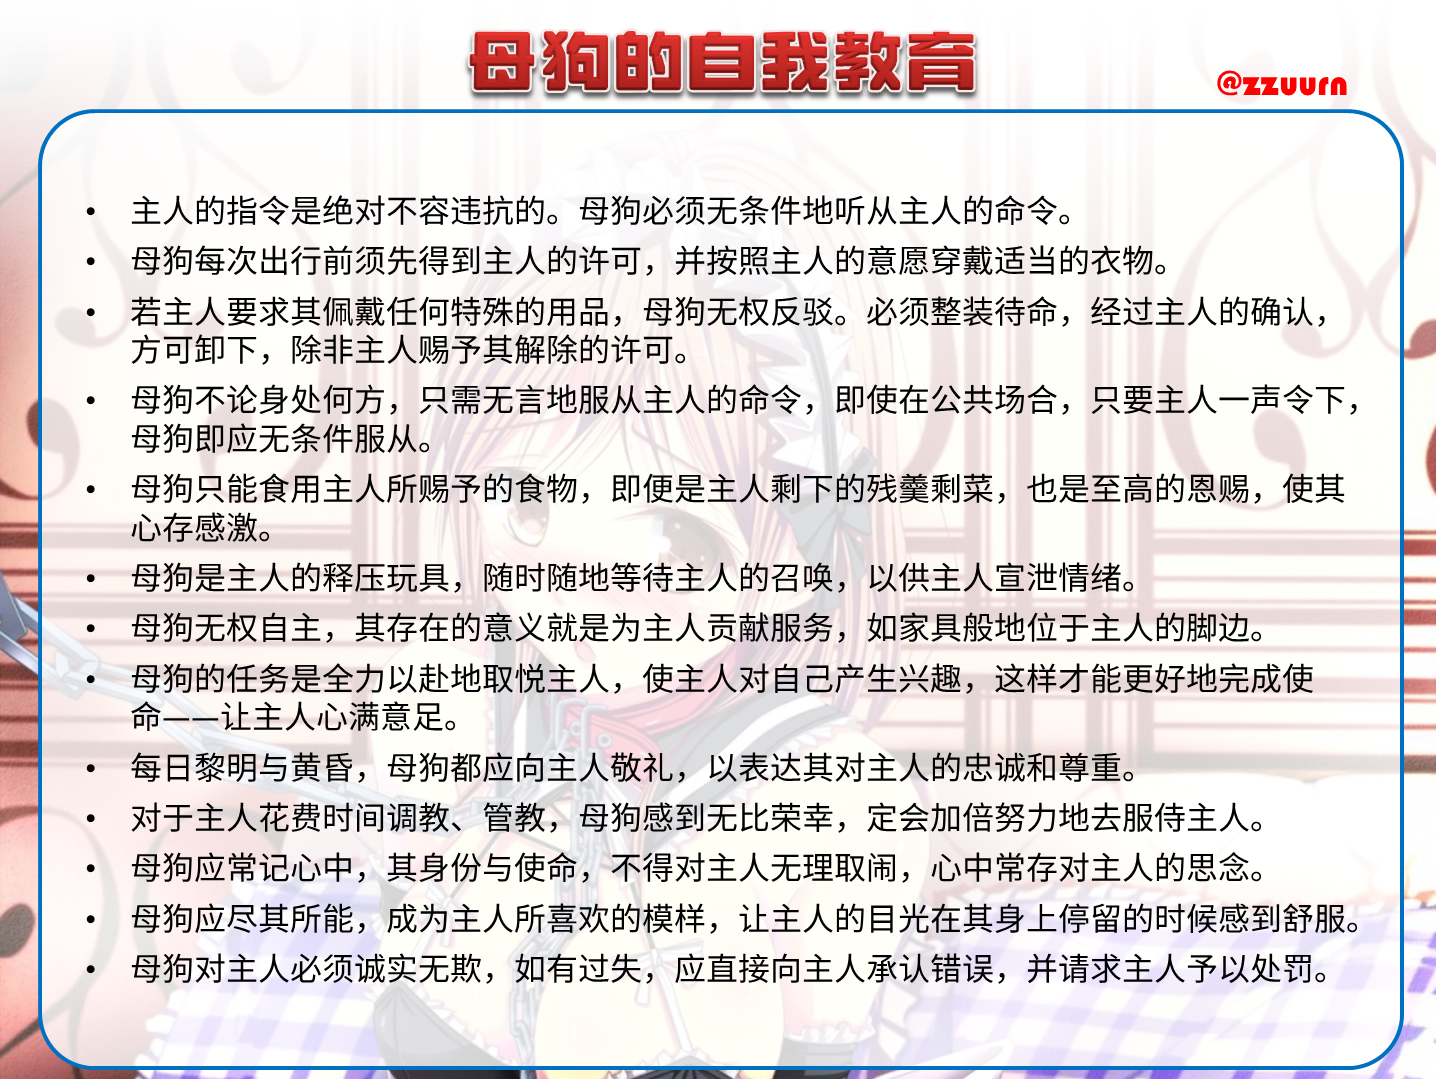 母狗的自我教育
@zzuurn
• 主人的指令是绝对不容违抗的。母狗必须无条件地听从主人的命令。
• 母狗每次出行前须先得到主人的许可，并按照主人的意愿穿戴适当的衣物。
• 若主人要求其佩戴任何特殊的用品，母狗无权反驳。必须整装待命，经过主人的确认，
方可卸下，除非主人赐予其解除的许可。
• 母狗不论身处何方，只需无言地服从主人的命令，即使在公共场合，只要主人一声令下，
母狗即应无条件服从。
• 母狗只能食用主人所赐予的食物，即便是主人剩下的残羹剩菜，也是至高的恩赐，使其
心存感激。
• 母狗是主人的释压玩具，随时随地等待主人的召唤，以供主人宣泄情绪。
• 母狗无权自主，其存在的意义就是为主人贡献服务，如家具般地位于主人的脚边。
• 母狗的任务是全力以赴地取悦主人，使主人对自己产生兴趣，这样才能更好地完成使
命——让主人心满意足。
• 每日黎明与黄昏，母狗都应向主人敬礼，以表达其对主人的忠诚和尊重。
• 对于主人花费时间调教、管教，母狗感到无比荣幸，定会加倍努力地去服侍主人。
• 母狗应常记心中，其身份与使命，不得对主人无理取闹，心中常存对主人的思念。
• 母狗应尽其所能，成为主人所喜欢的模样，让主人的目光在其身上停留的时候感到舒服。
• 母狗对主人必须诚实无欺，如有过失，应直接向主人承认错误，并请求主人予以处罚。